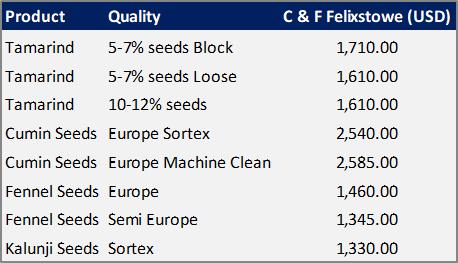 Product Quality C & F Felixstowe (USD)
Tamarind 5-7% seeds Block 1,710.00
Tamarind 5-7% seeds Loose 1,610.00
Tamarind 10-12% seeds 1,610.00
Cumin Seeds Europe Sortex 2,540.00
Cumin Seeds Europe Machine Clean 2,585.00
Fennel Seeds Europe 1,460.00
Fennel Seeds Semi Europe 1,345.00
Kalunji Seeds Sortex 1,330.00